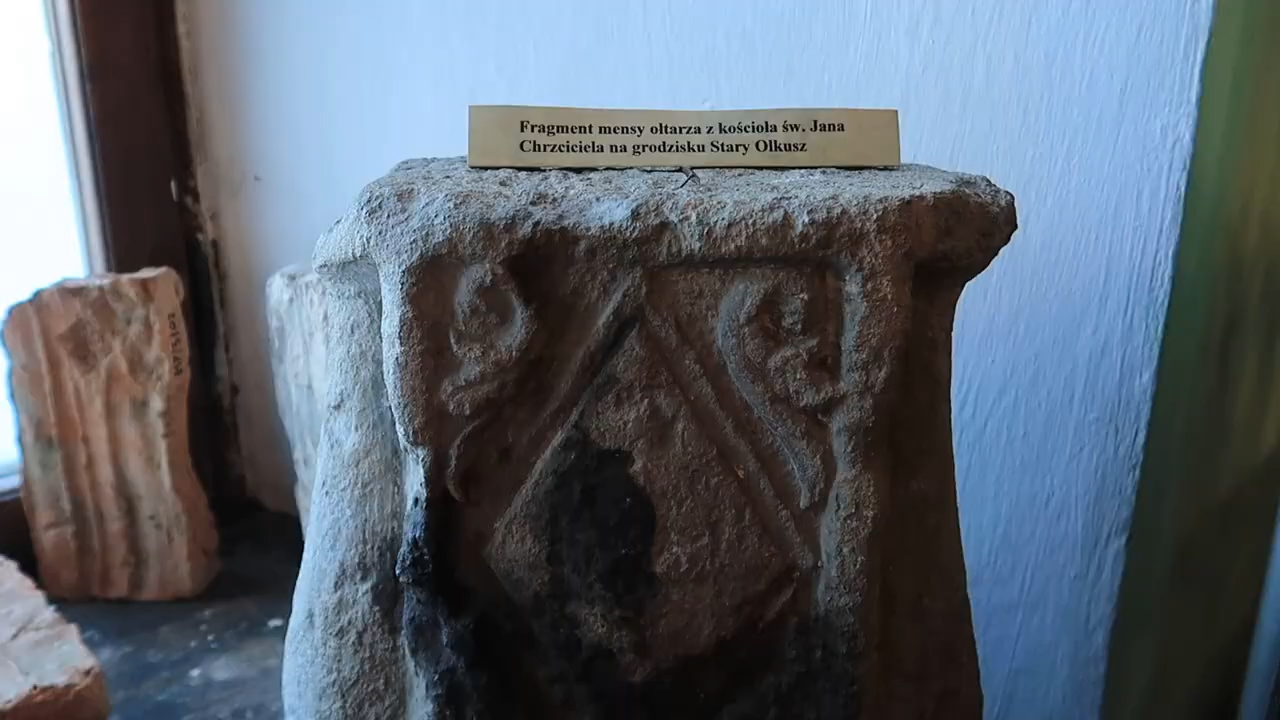 Fragment mensy ołtarza z kościoła św. Jana
Chrzciciela na grodzisku Stary Olkusz